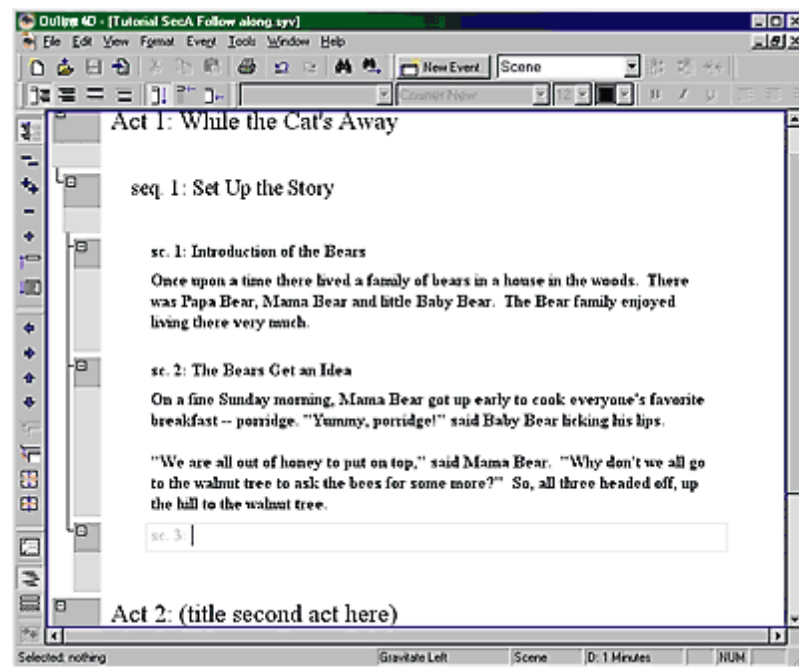 Outline 4D - [Tutorial SecA Follow along.syv]
File Edit View Format Event Tools Window Help
New Event Scene
Courier New 12
Act 1: While the Cat's Away
seq. 1: Set Up the Story
sc. 1: Introduction of the Bears
Once upon a time there lived a family of bears in a house in the woods. There
was Papa Bear, Mama Bear and little Baby Bear. The Bear family enjoyed
living there very much.
sc. 2: The Bears Get an Idea
On a fine Sunday morning, Mama Bear got up early to cook everyone's favorite
breakfast -- porridge. "Yummy, porridge!" said Baby Bear licking his lips.
"We are all out of honey to put on top," said Mama Bear. "Why don't we all go
to the walnut tree to ask the bees for some more?" So, all three headed off, up
the hill to the walnut tree.
sc. 3:
Act 2: (title second act here)
Selected: nothing Gravitate Left Scene D: 1 Minutes NUM